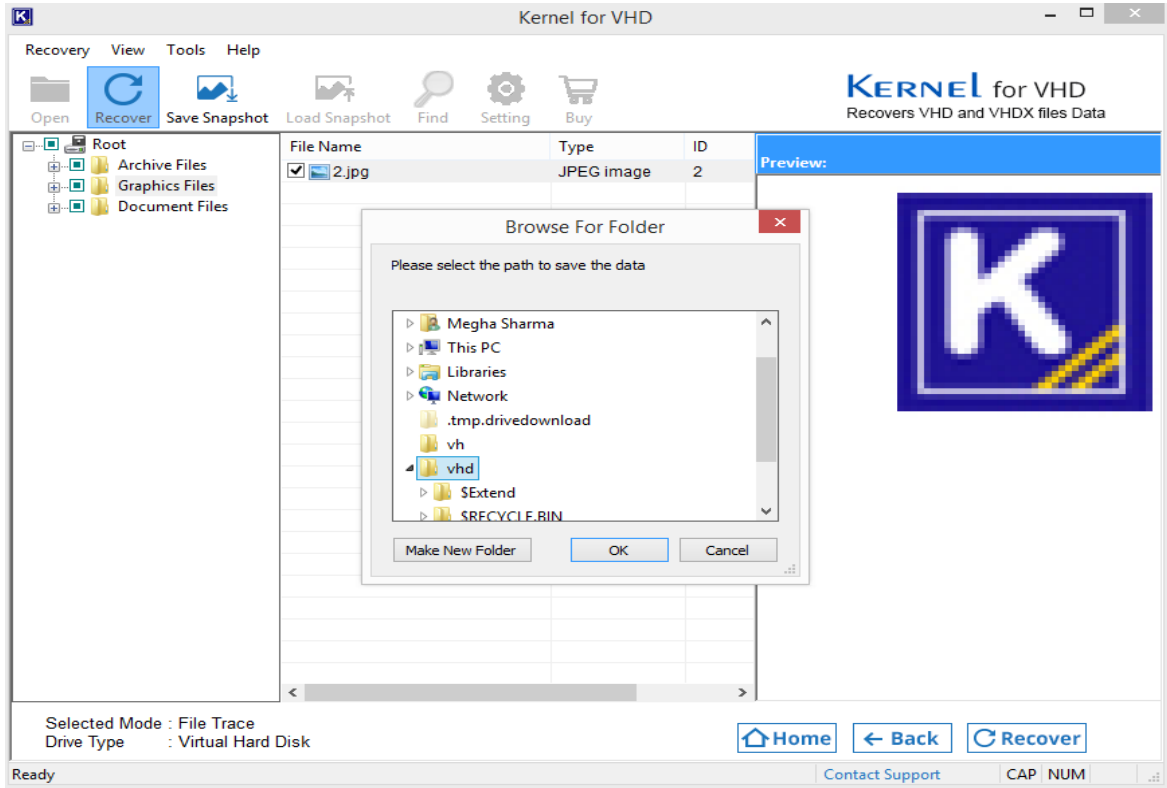 Kernel for VHD
Recovery View Tools Help
Open Recover Save Snapshot Load Snapshot Find Setting Buy
KERNEL for VHD
Recovers VHD and VHDX files Data
Root
Archive Files
Graphics Files
Document Files
File Name Type ID
2.jpg JPEG image 2
Preview:
K
Browse For Folder
Please select the path to save the data
Megha Sharma
This PC
Libraries
Network
.tmp.drivedownload
vh
vhd
$Extend
$RECYCLE.BIN
Make New Folder OK Cancel
Selected Mode : File Trace
Drive Type : Virtual Hard Disk
Home Back Recover
Ready Contact Support CAP NUM